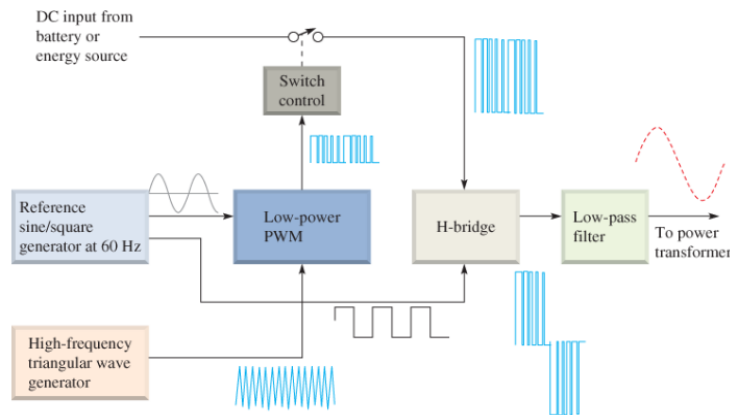 DC input from
battery or
energy source
Switch
control
Reference
sine/square
generator at 60 Hz
Low-power
PWM
H-bridge
Low-pass
filter
To power
transformer
High-frequency
triangular wave
generator